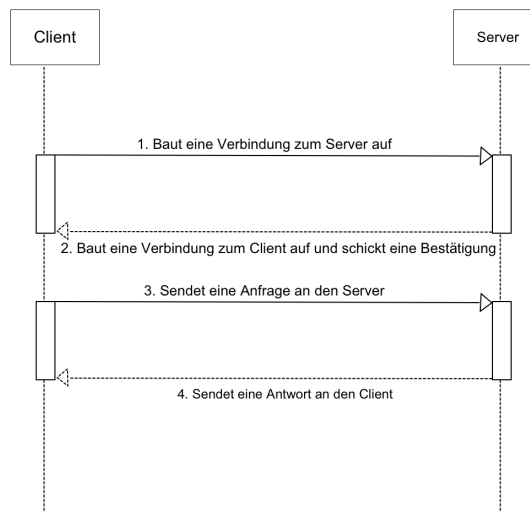 Client
Server
1. Baut eine Verbindung zum Server auf
2. Baut eine Verbindung zum Client auf und schickt eine Bestätigung
3. Sendet eine Anfrage an den Server
4. Sendet eine Antwort an den Client